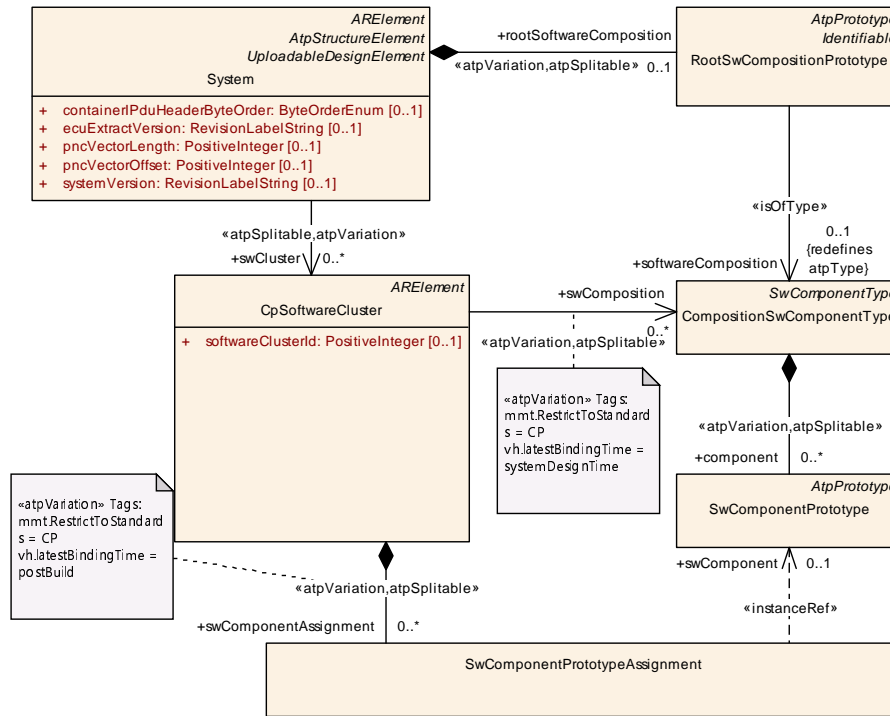 ARElement
AtpStructureElement
UploadableDesignElement
System
+ containerIPduHeaderByteOrder: ByteOrderEnum [0..1]
+ ecuExtractVersion: RevisionLabelString [0..1]
+ pncVectorLength: PositiveInteger [0..1]
+ pncVectorOffset: PositiveInteger [0..1]
+ systemVersion: RevisionLabelString [0..1]
+rootSoftwareComposition
«atpVariation,atpSplitable»
0..1
AtpPrototype
Identifiable
RootSwCompositionPrototype
«isOfType»
0..1
{redefines
atpType}
+softwareComposition
«atpSplitable,atpVariation»
+swCluster
0..*
ARElement
CpSoftwareCluster
+ softwareClusterId: PositiveInteger [0..1]
+swComposition
0..*
«atpVariation,atpSplitable»
SwComponentType
CompositionSwComponentType
«atpVariation» Tags:
mmt.RestrictToStandard
s = CP
vh.latestBindingTime =
systemDesignTime
«atpVariation,atpSplitable»
+component
0..*
AtpPrototype
SwComponentPrototype
«atpVariation» Tags:
mmt.RestrictToStandard
s = CP
vh.latestBindingTime =
postBuild
«atpVariation,atpSplitable»
+swComponentAssignment
0..*
+swComponent
0..1
«instanceRef»
SwComponentPrototypeAssignment